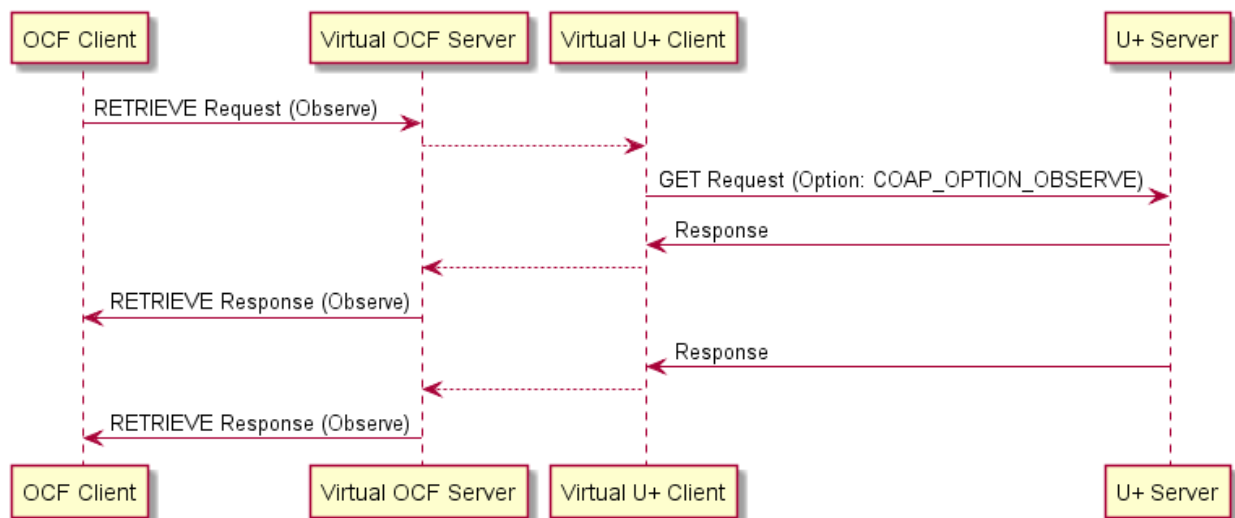 OCF Client
Virtual OCF Server
Virtual U+ Client
U+ Server
RETRIEVE Request (Observe)
GET Request (Option: COAP_OPTION_OBSERVE)
Response
RETRIEVE Response (Observe)
Response
RETRIEVE Response (Observe)
OCF Client
Virtual OCF Server
Virtual U+ Client
U+ Server